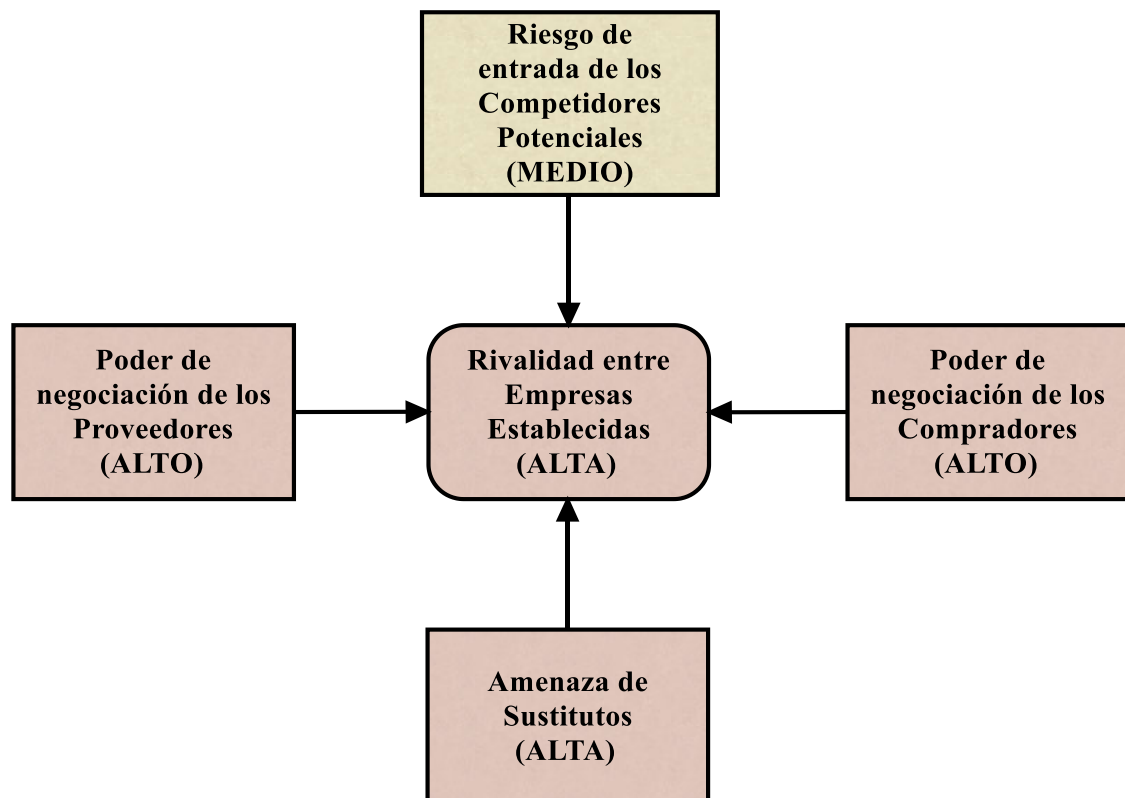 Riesgo de
entrada de los
Competidores
Potenciales
(MEDIO)
Poder de
negociación de los
Proveedores
(ALTO)
Rivalidad entre
Empresas
Establecidas
(ALTA)
Poder de
negociación de los
Compradores
(ALTO)
Amenaza de
Sustitutos
(ALTA)